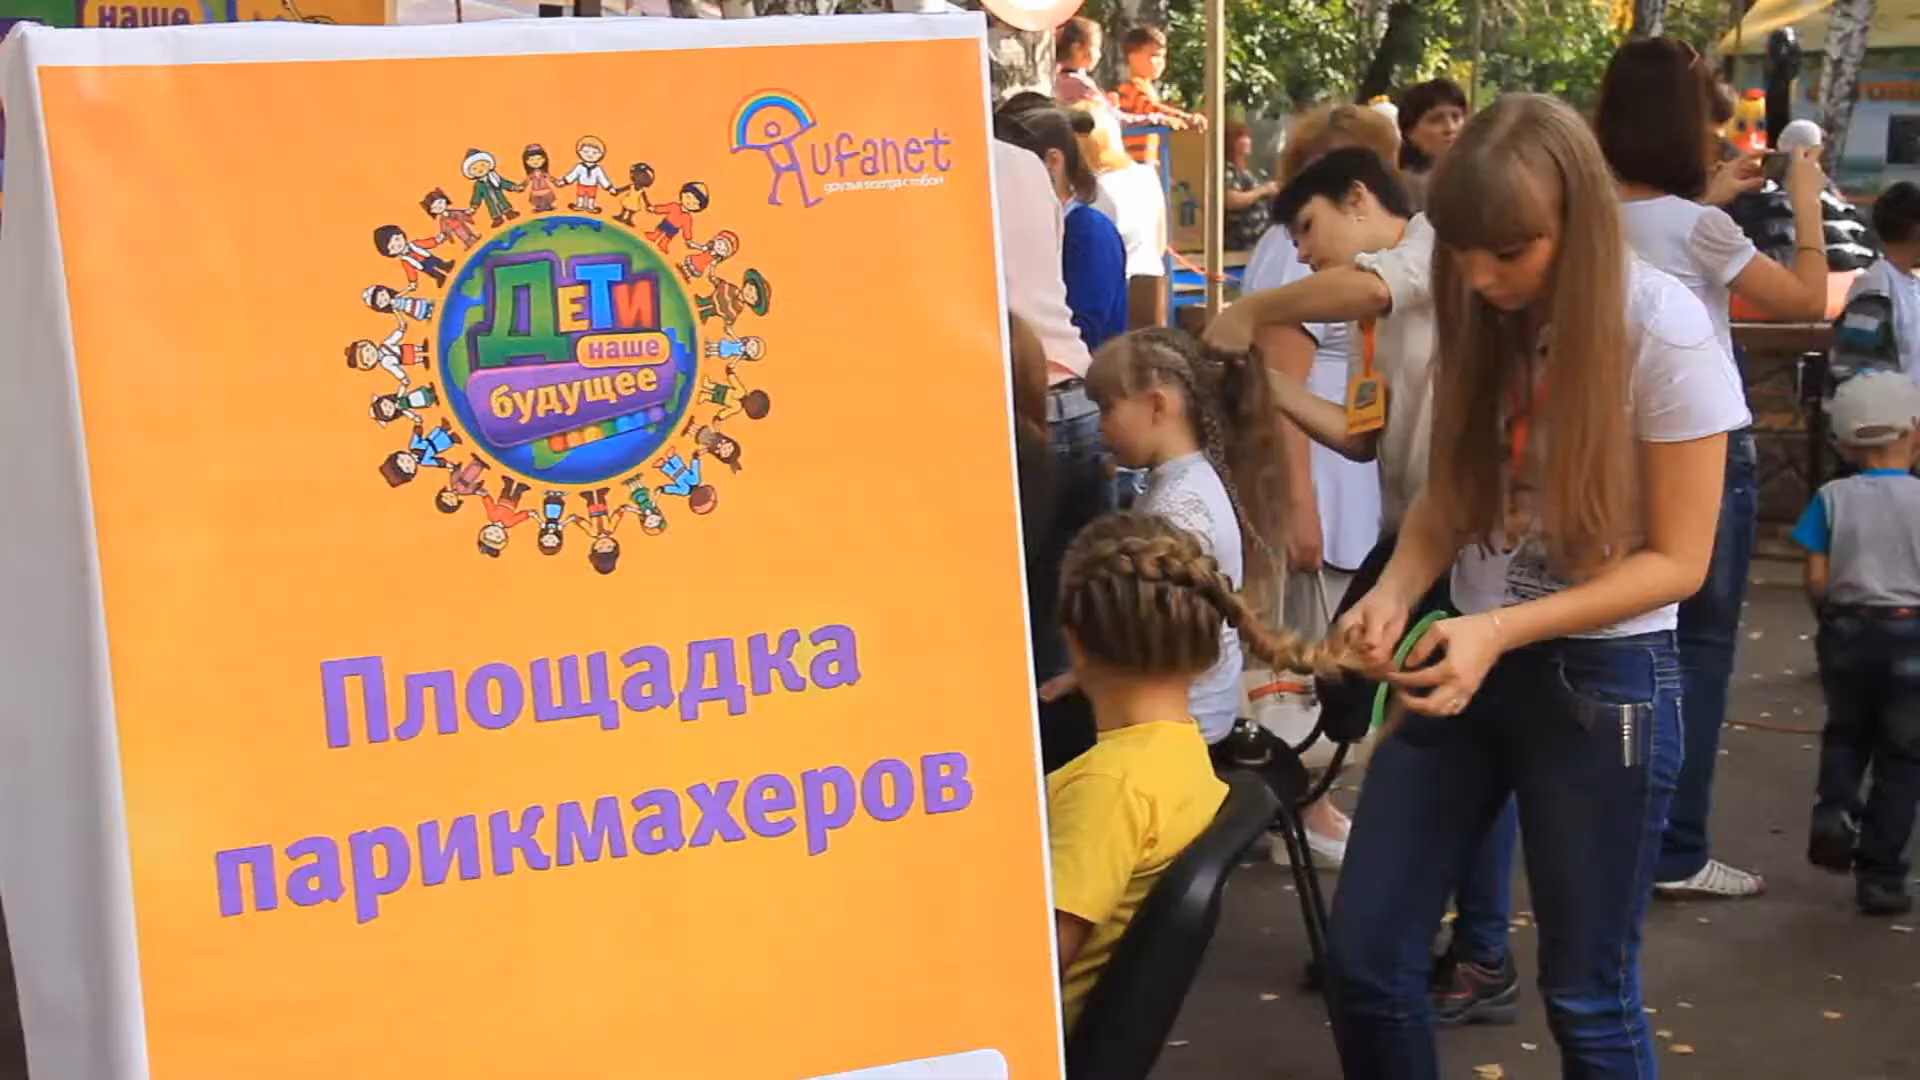 наше
ufanet
друзья всегда с тобой
Дети
наше
будущее
Площадка
парикмахеров